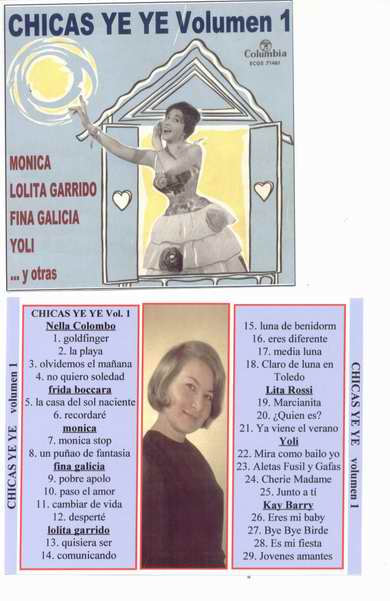 CHICAS YE YE Volumen 1
Columbia
ECGE 71461
MONICA
LOLITA GARRIDO
FINA GALICIA
YOLI
... y otras
CHICAS YE YE volumen 1
CHICAS YE YE Vol. 1
Nella Colombo
1. goldfinger
2. la playa
3. olvidemos el mañana
4. no quiero soledad
frida boccara
5. la casa del sol naciente
6. recordaré
monica
7. monica stop
8. un puñao de fantasia
fina galicia
9. pobre apolo
10. paso el amor
11. cambiar de vida
12. desperté
lolita garrido
13. quisiera ser
14. comunicando
15. luna de benidorm
16. eres diferente
17. media luna
18. Claro de luna en
Toledo
Lita Rossi
19. Marcianita
20. ¿Quien es?
21. Ya viene el verano
Yoli
22. Mira como bailo yo
23. Aletas Fusil y Gafas
24. Cherie Madame
25. Junto a tí
Kay Barry
26. Eres mi baby
27. Bye Bye Birde
28. Es mi fiesta
29. Jovenes amantes
CHICAS YE YE volumen 1